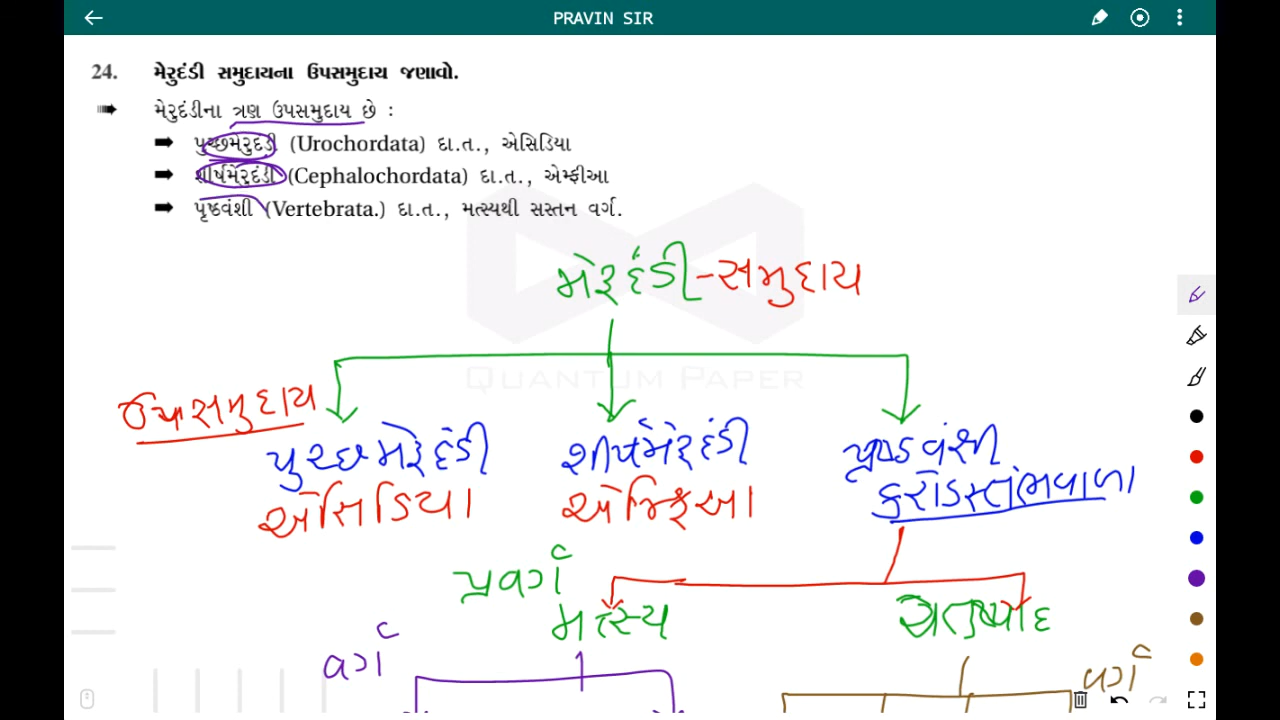 PRAVIN SIR
24. મેરુદંડી સમુદાયના ઉપસમુદાય જણાવો.
➠ મેરુદંડીના ત્રણ ઉપસમુદાય છે :
➡ પુચ્છમેરુદંડી (Urochordata) દા.ત., એસિડિયા
➡ શીર્ષમેરુદંડી (Cephalochordata) દા.ત., એમ્ફીઆ
➡ પૃષ્ઠવંશી (Vertebrata.) દા.ત., મત્સ્યથી સસ્તન વર્ગ.
મેરૂદંડી-સમુદાય
QUANTUM PAPER
ઉપસમુદાય
પુચ્છમેરૂદંડી શીર્ષમેરૂદંડી પૃષ્ઠવંશી
એસિડિયા એમ્ફિઆ કરોડસ્તંભવાળા
પ્રવર્ગ
મત્સ્ય ચતુષ્પાદ
વર્ગ વર્ગ